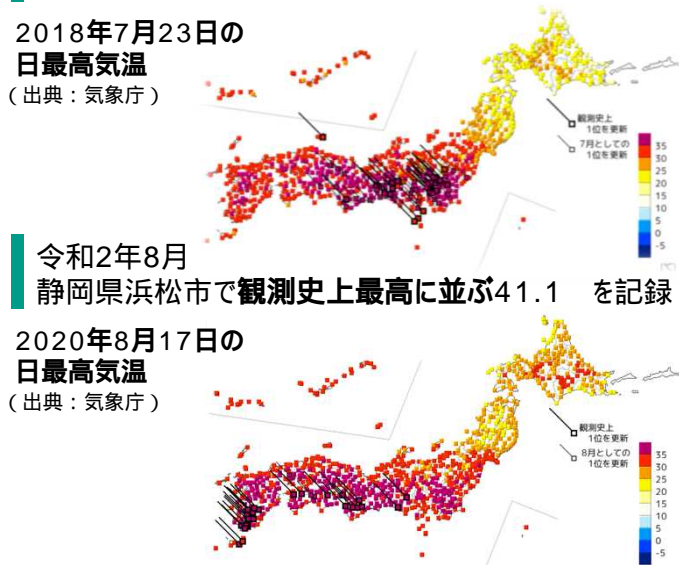 2018年7月23日の
日最高気温
（出典：気象庁）
観測史上
1位を更新
7月としての
1位を更新
35
30
25
20
15
10
5
0
-5
令和2年8月
静岡県浜松市で観測史上最高に並ぶ41.1 を記録
2020年8月17日の
日最高気温
（出典：気象庁）
観測史上
1位を更新
8月としての
1位を更新
35
30
25
20
15
10
5
0
-5